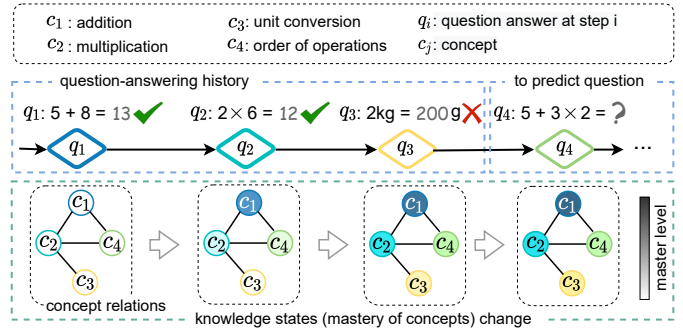 c₁ : addition
c₃ : unit conversion
qᵢ : question answer at step i
c₂ : multiplication
c₄ : order of operations
cⱼ : concept
question-answering history
to predict question
q₁: 5 + 8 = 13
q₂: 2 × 6 = 12
q₃: 2kg = 200g
q₄: 5 + 3 × 2 = ?
q₁
q₂
q₃
q₄
...
c₁
c₂
c₄
c₃
concept relations
c₁
c₂
c₄
c₃
c₁
c₂
c₄
c₃
c₁
c₂
c₄
c₃
master level
knowledge states (mastery of concepts) change